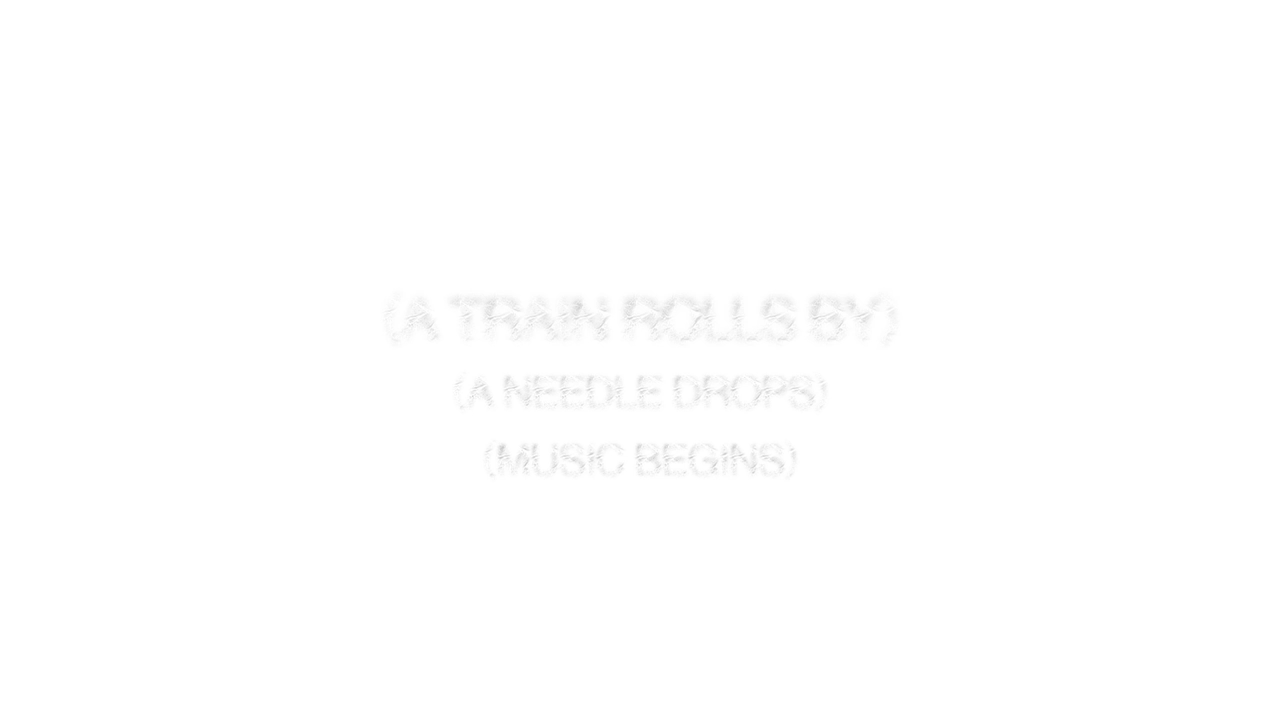 (A TRAIN ROLLS BY)
(A NEEDLE DROPS)
(MUSIC BEGINS)